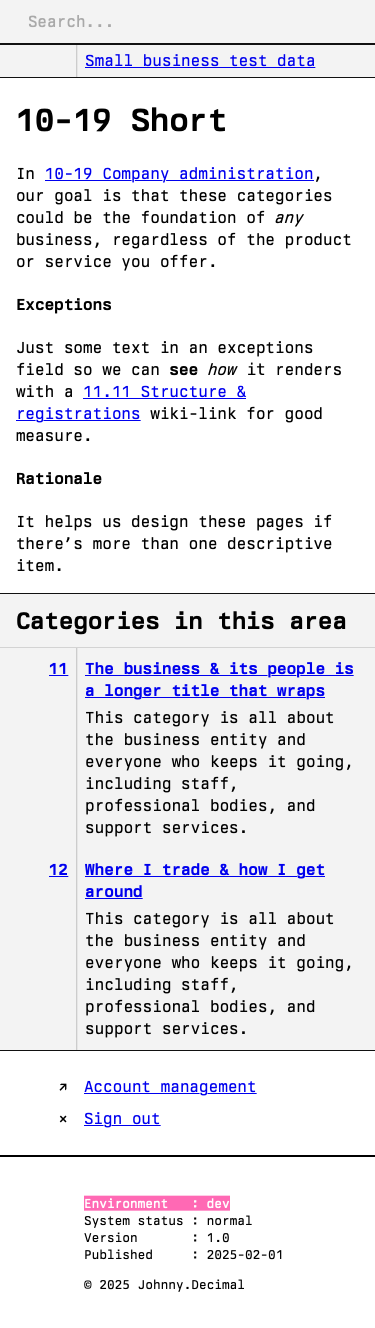 Search...
Small business test data
10-19 Short
In 10-19 Company administration,
our goal is that these categories
could be the foundation of any
business, regardless of the product
or service you offer.
Exceptions
Just some text in an exceptions
field so we can see how it renders
with a 11.11 Structure &
registrations wiki-link for good
measure.
Rationale
It helps us design these pages if
there’s more than one descriptive
item.
Categories in this area
11 The business & its people is
a longer title that wraps
This category is all about
the business entity and
everyone who keeps it going,
including staff,
professional bodies, and
support services.
12 Where I trade & how I get
around
This category is all about
the business entity and
everyone who keeps it going,
including staff,
professional bodies, and
support services.
↗ Account management
× Sign out
Environment : dev
System status : normal
Version : 1.0
Published : 2025-02-01
© 2025 Johnny.Decimal